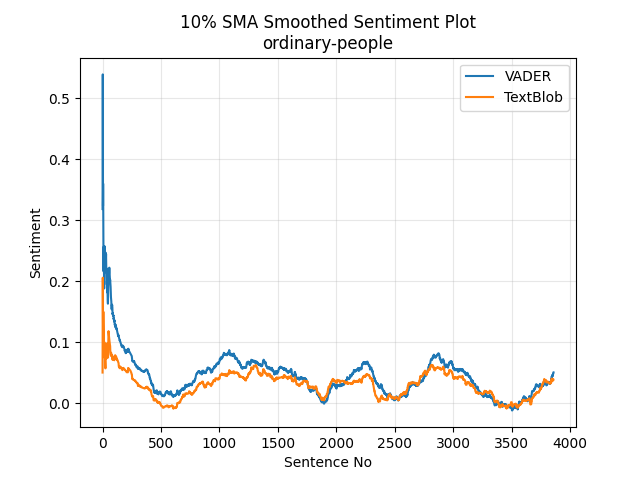 10% SMA Smoothed Sentiment Plot
ordinary-people
VADER
TextBlob
0.5
0.4
0.3
0.2
0.1
0.0
Sentiment
0 500 1000 1500 2000 2500 3000 3500 4000
Sentence No